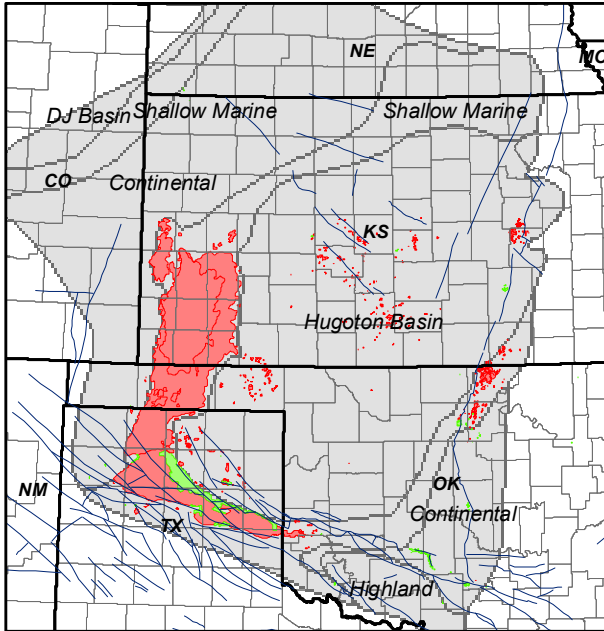 NE
MO
DJ Basin
Shallow Marine
Shallow Marine
CO
Continental
KS
Hugoton Basin
NM
OK
Continental
TX
Highland